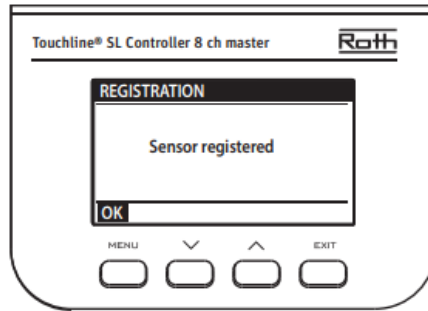 Touchline® SL Controller 8 ch master
Roth
REGISTRATION
Sensor registered
OK
MENU
EXIT